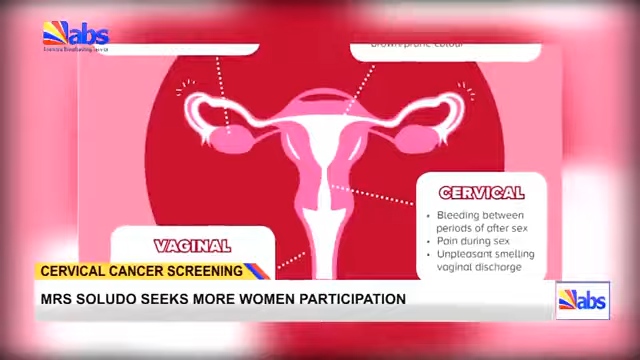 abs
brown/prune colour
CERVICAL
• Bleeding between
periods of after sex
• Pain during sex
• Unpleasant smelling
vaginal discharge
VAGINAL
CERVICAL CANCER SCREENING
MRS SOLUDO SEEKS MORE WOMEN PARTICIPATION
abs